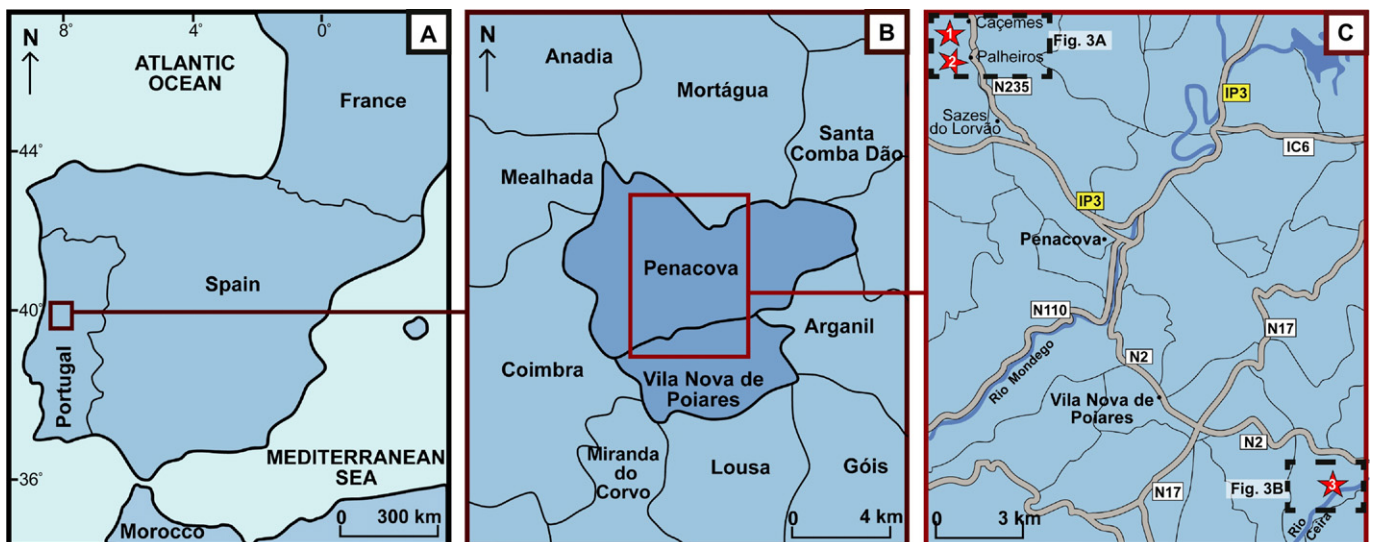 8°
4°
0°
A
N
ATLANTIC
OCEAN
France
44°
Spain
40°
Portugal
MEDITERRANEAN
SEA
36°
Morocco
0
300 km
B
N
Anadia
Mortágua
Santa
Comba Dão
Mealhada
Penacova
Arganil
Coimbra
Vila Nova de
Poiares
Miranda
do
Corvo
Lousa
Góis
0
4 km
C
Caçemes
1
Fig. 3A
2
Palheiros
N235
IP3
Sazes
do Lorvão
IC6
IP3
Penacova
N110
N17
Rio Mondego
N2
Vila Nova de
Poiares
N2
N17
Fig. 3B
3
Rio
Ceira
0
3 km